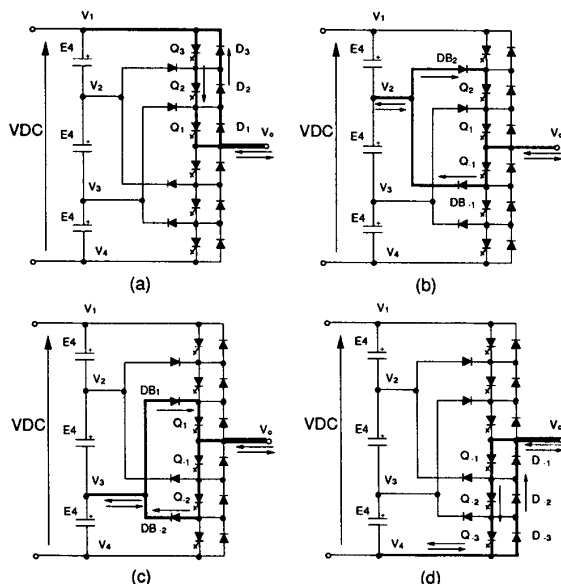 V1
E4
+
Q3
D3
V2
Q2
D2
VDC
E4
+
Q1
D1
Vo
V3
E4
+
V4
(a)
V1
E4
+
DB2
V2
Q2
VDC
E4
+
Q1
Vo
Q-1
V3
DB-1
E4
+
V4
(b)
V1
E4
+
V2
DB1
VDC
E4
+
Q1
Vo
Q-1
V3
Q-2
E4
+
DB-2
V4
(c)
V1
E4
+
V2
VDC
E4
+
Vo
Q-1
D-1
V3
Q-2
D-2
E4
+
Q-3
D-3
V4
(d)